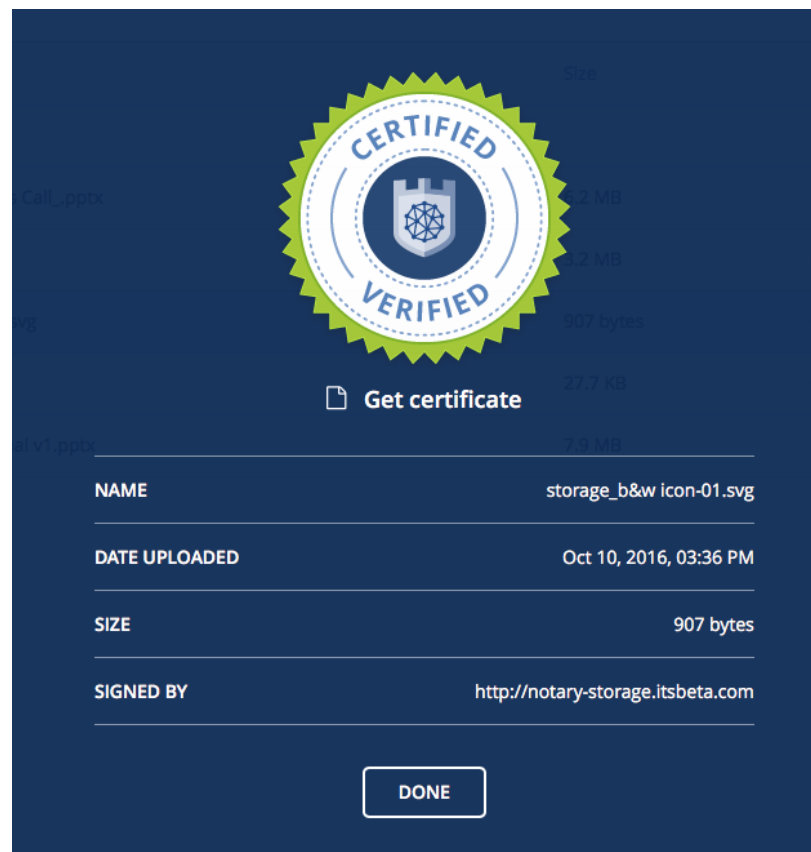 Size
CERTIFIED
s Call_.pptx
.2 MB
3.2 MB
VERIFIED
svg
907 bytes
27.7 KB
Get certificate
al v1.pptx
7.9 MB
NAME
storage_b&w icon-01.svg
DATE UPLOADED
Oct 10, 2016, 03:36 PM
SIZE
907 bytes
SIGNED BY
http://notary-storage.itsbeta.com
DONE